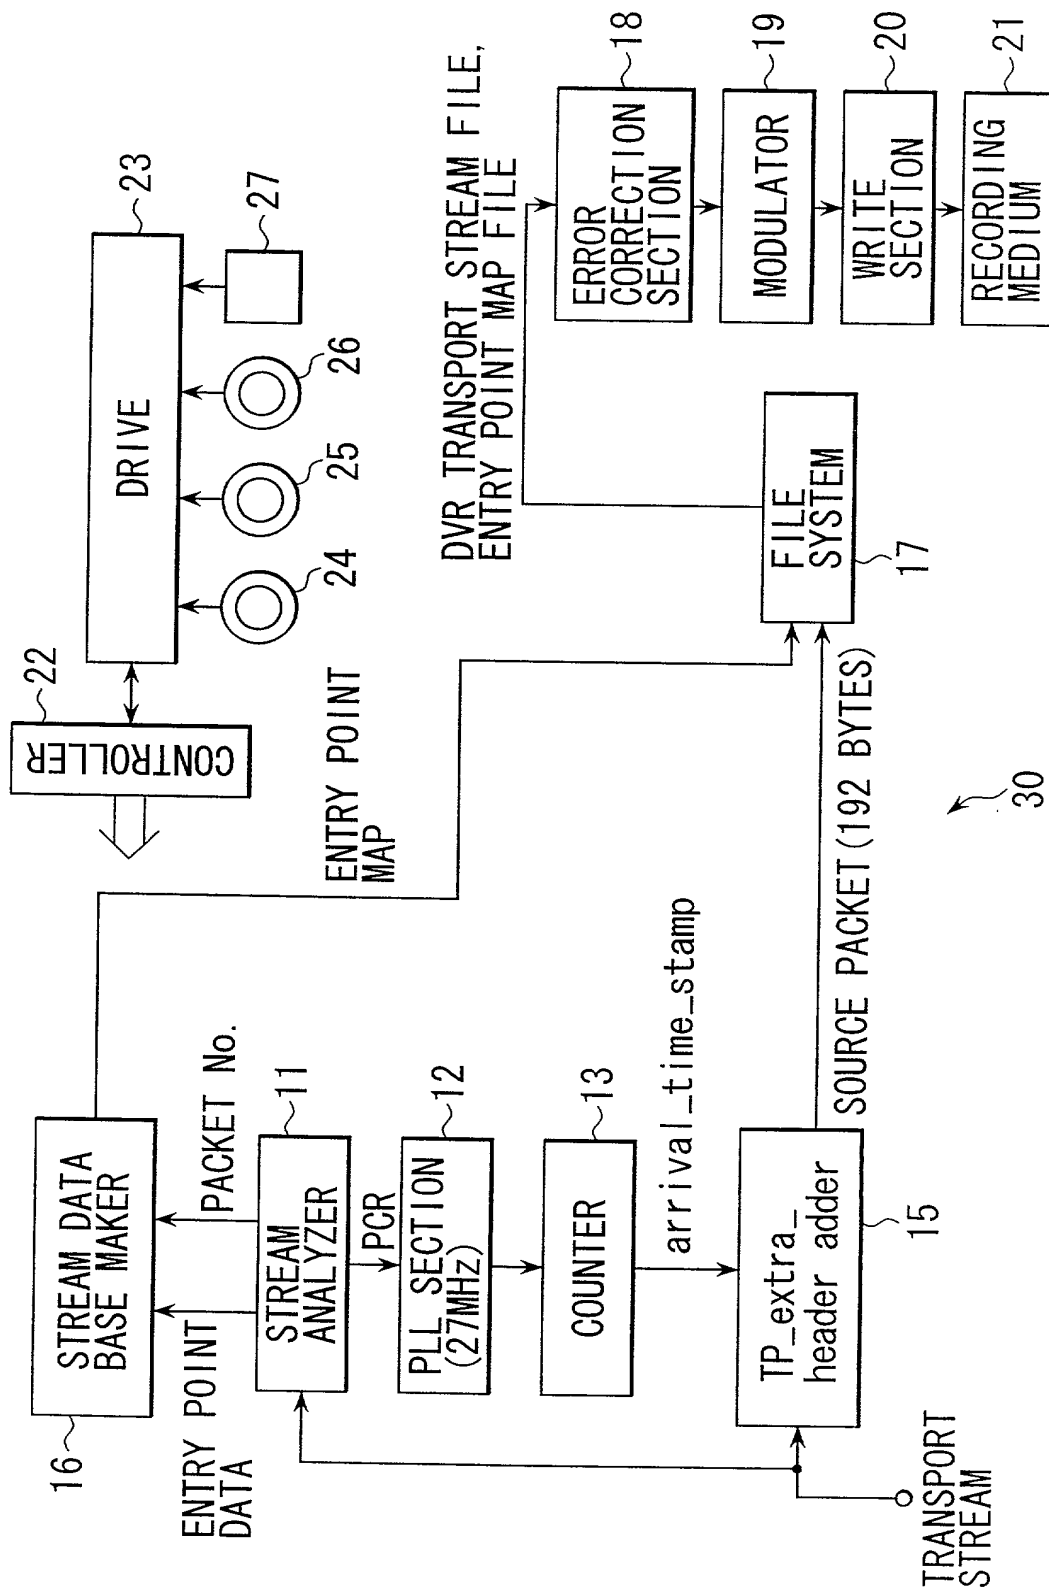 16
STREAM DATA
BASE MAKER
ENTRY POINT
DATA
PACKET No.
STREAM
ANALYZER
11
PCR
PLL SECTION
(27MHz)
12
COUNTER
13
arrival_time_stamp
TP_extra_
header adder
15
TRANSPORT
STREAM
ENTRY POINT
MAP
SOURCE PACKET(192 BYTES)
30
CONTROLLER
22
DRIVE
23
24
25
26
27
FILE
SYSTEM
17
DVR TRANSPORT STREAM FILE,
ENTRY POINT MAP FILE
ERROR
CORRECTION
SECTION
18
MODULATOR
19
WRITE
SECTION
20
RECORDING
MEDIUM
21